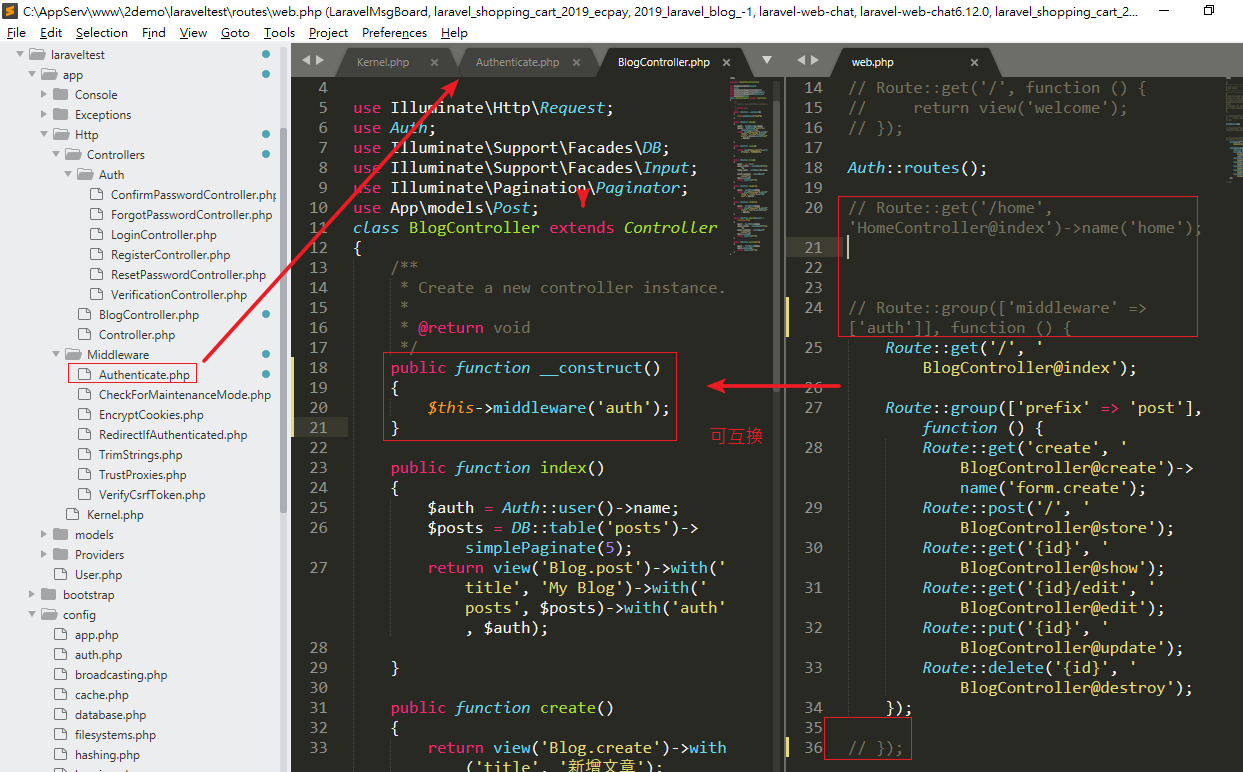 C:\AppServ\www\2demo\laraveltest\routes\web.php (LaravelMsgBoard, laravel_shopping_cart_2019_ecpay, 2019_laravel_blog_-1, laravel-web-chat, laravel-web-chat6.12.0, laravel_shopping_cart_2...
File Edit Selection Find View Goto Tools Project Preferences Help
laraveltest
app
Console
Exceptions
Http
Controllers
Auth
ConfirmPasswordController.php
ForgotPasswordController.php
LoginController.php
RegisterController.php
ResetPasswordController.php
VerificationController.php
BlogController.php
Controller.php
Middleware
Authenticate.php
CheckForMaintenanceMode.php
EncryptCookies.php
RedirectIfAuthenticated.php
TrimStrings.php
TrustProxies.php
VerifyCsrfToken.php
Kernel.php
models
Providers
User.php
bootstrap
config
app.php
auth.php
broadcasting.php
cache.php
database.php
filesystems.php
hashing.php
Kernel.php Authenticate.php BlogController.php
4
5 use Illuminate\Http\Request;
6 use Auth;
7 use Illuminate\Support\Facades\DB;
8 use Illuminate\Support\Facades\Input;
9 use Illuminate\Pagination\Paginator;
10 use App\models\Post;
11 class BlogController extends Controller
12 {
13 /**
14 * Create a new controller instance.
15 *
16 * @return void
17 */
18 public function __construct()
19 {
20 $this->middleware('auth');
21 }
22
23 public function index()
24 {
25 $auth = Auth::user()->name;
26 $posts = DB::table('posts')->
simplePaginate(5);
27 return view('Blog.post')->with('
title', 'My Blog')->with('
posts', $posts)->with('auth'
, $auth);
28
29 }
30
31 public function create()
32 {
33 return view('Blog.create')->with
('title', '新增文章');
可互換
web.php
14 // Route::get('/', function () {
15 // return view('welcome');
16 // });
17
18 Auth::routes();
19
20 // Route::get('/home',
'HomeController@index')->name('home');
21
22
23
24 // Route::group(['middleware' =>
['auth']], function () {
25 Route::get('/', '
BlogController@index');
26
27 Route::group(['prefix' => 'post'],
function () {
28 Route::get('create', '
BlogController@create')->
name('form.create');
29 Route::post('/', '
BlogController@store');
30 Route::get('{id}', '
BlogController@show');
31 Route::get('{id}/edit', '
BlogController@edit');
32 Route::put('{id}', '
BlogController@update');
33 Route::delete('{id}', '
BlogController@destroy');
34 });
35
36 // });